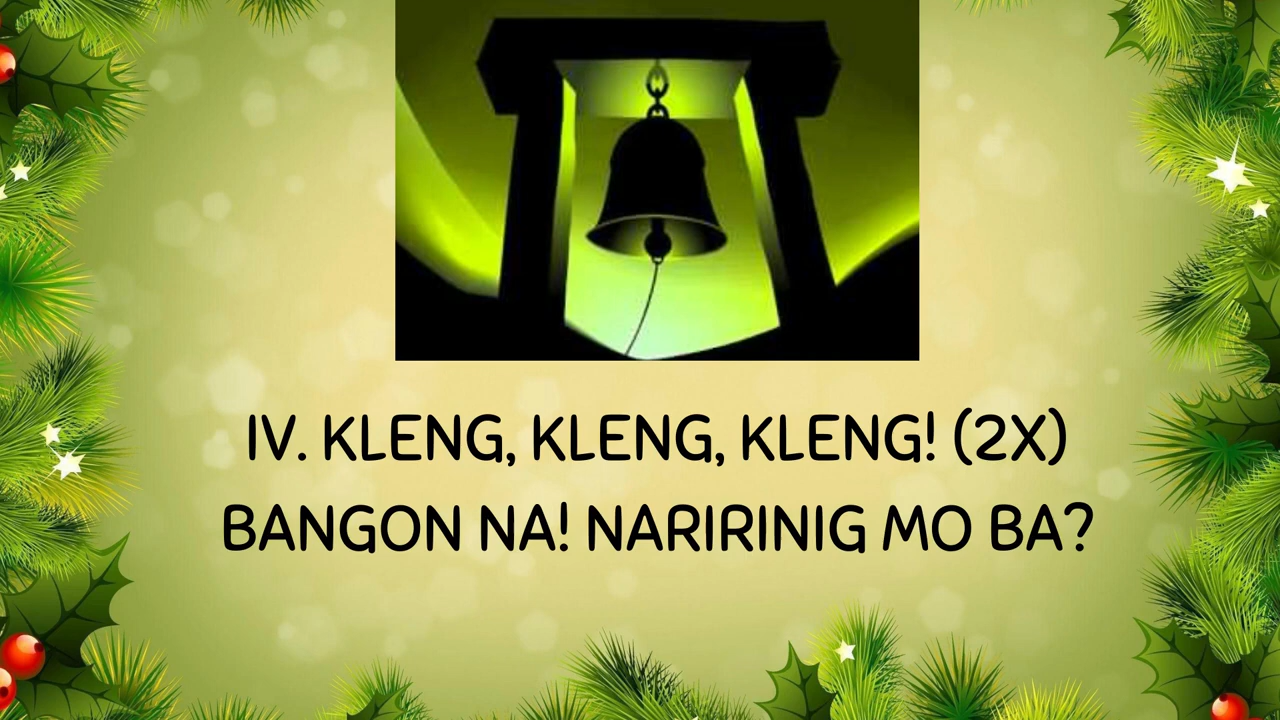 IV. KLENG, KLENG, KLENG! (2X)
BANGON NA! NARIRINIG MO BA?